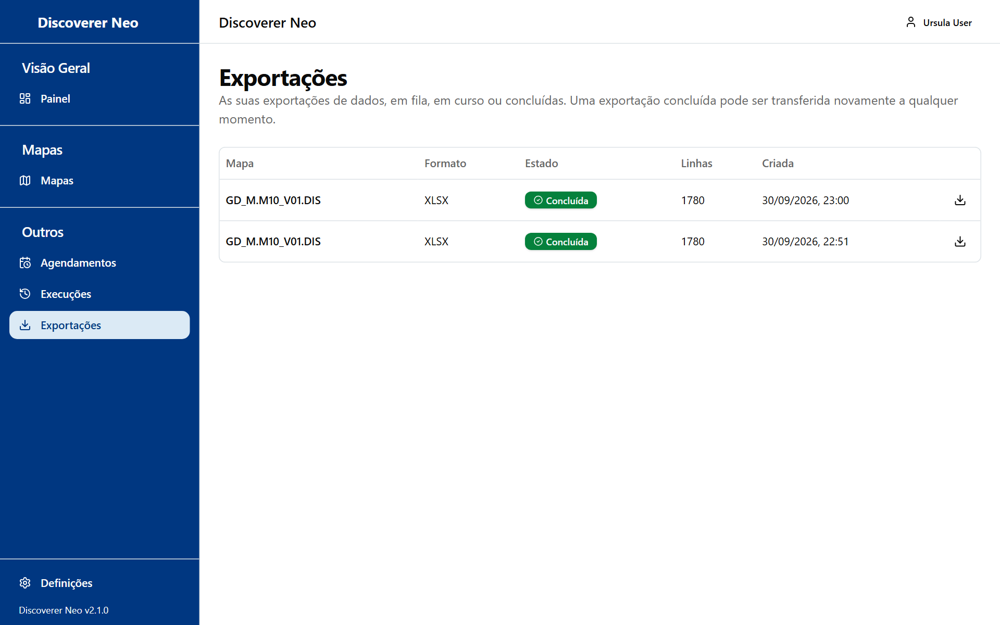 Discoverer Neo
Discoverer Neo
Ursula User
Visão Geral
Painel
Mapas
Mapas
Outros
Agendamentos
Execuções
Exportações
Definições
Discoverer Neo v2.1.0
Exportações
As suas exportações de dados, em fila, em curso ou concluídas. Uma exportação concluída pode ser transferida novamente a qualquer
momento.
Mapa Formato Estado Linhas Criada
GD_M.M10_V01.DIS XLSX Concluída 1780 30/09/2026, 23:00
GD_M.M10_V01.DIS XLSX Concluída 1780 30/09/2026, 22:51